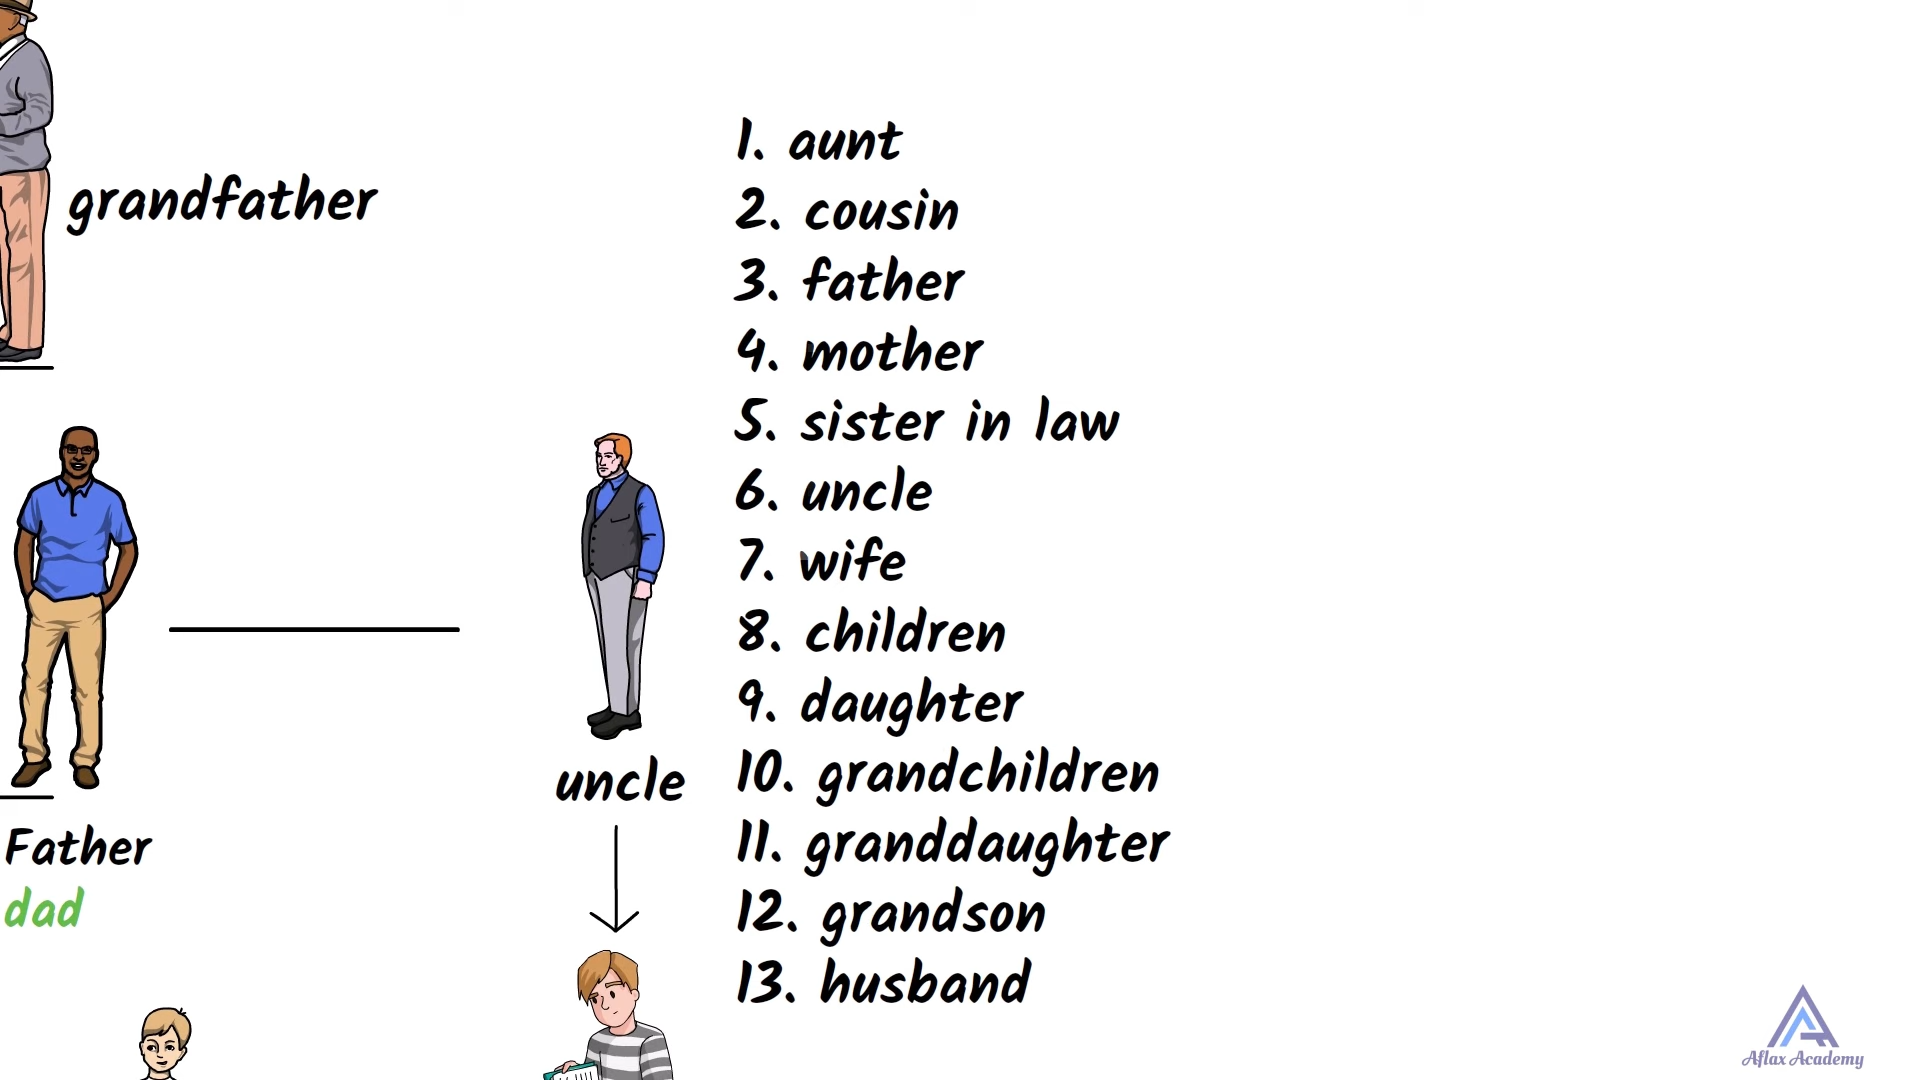 grandfather
Father
dad
uncle
1. aunt
2. cousin
3. father
4. mother
5. sister in law
6. uncle
7. wife
8. children
9. daughter
10. grandchildren
11. granddaughter
12. grandson
13. husband
Aflax Academy